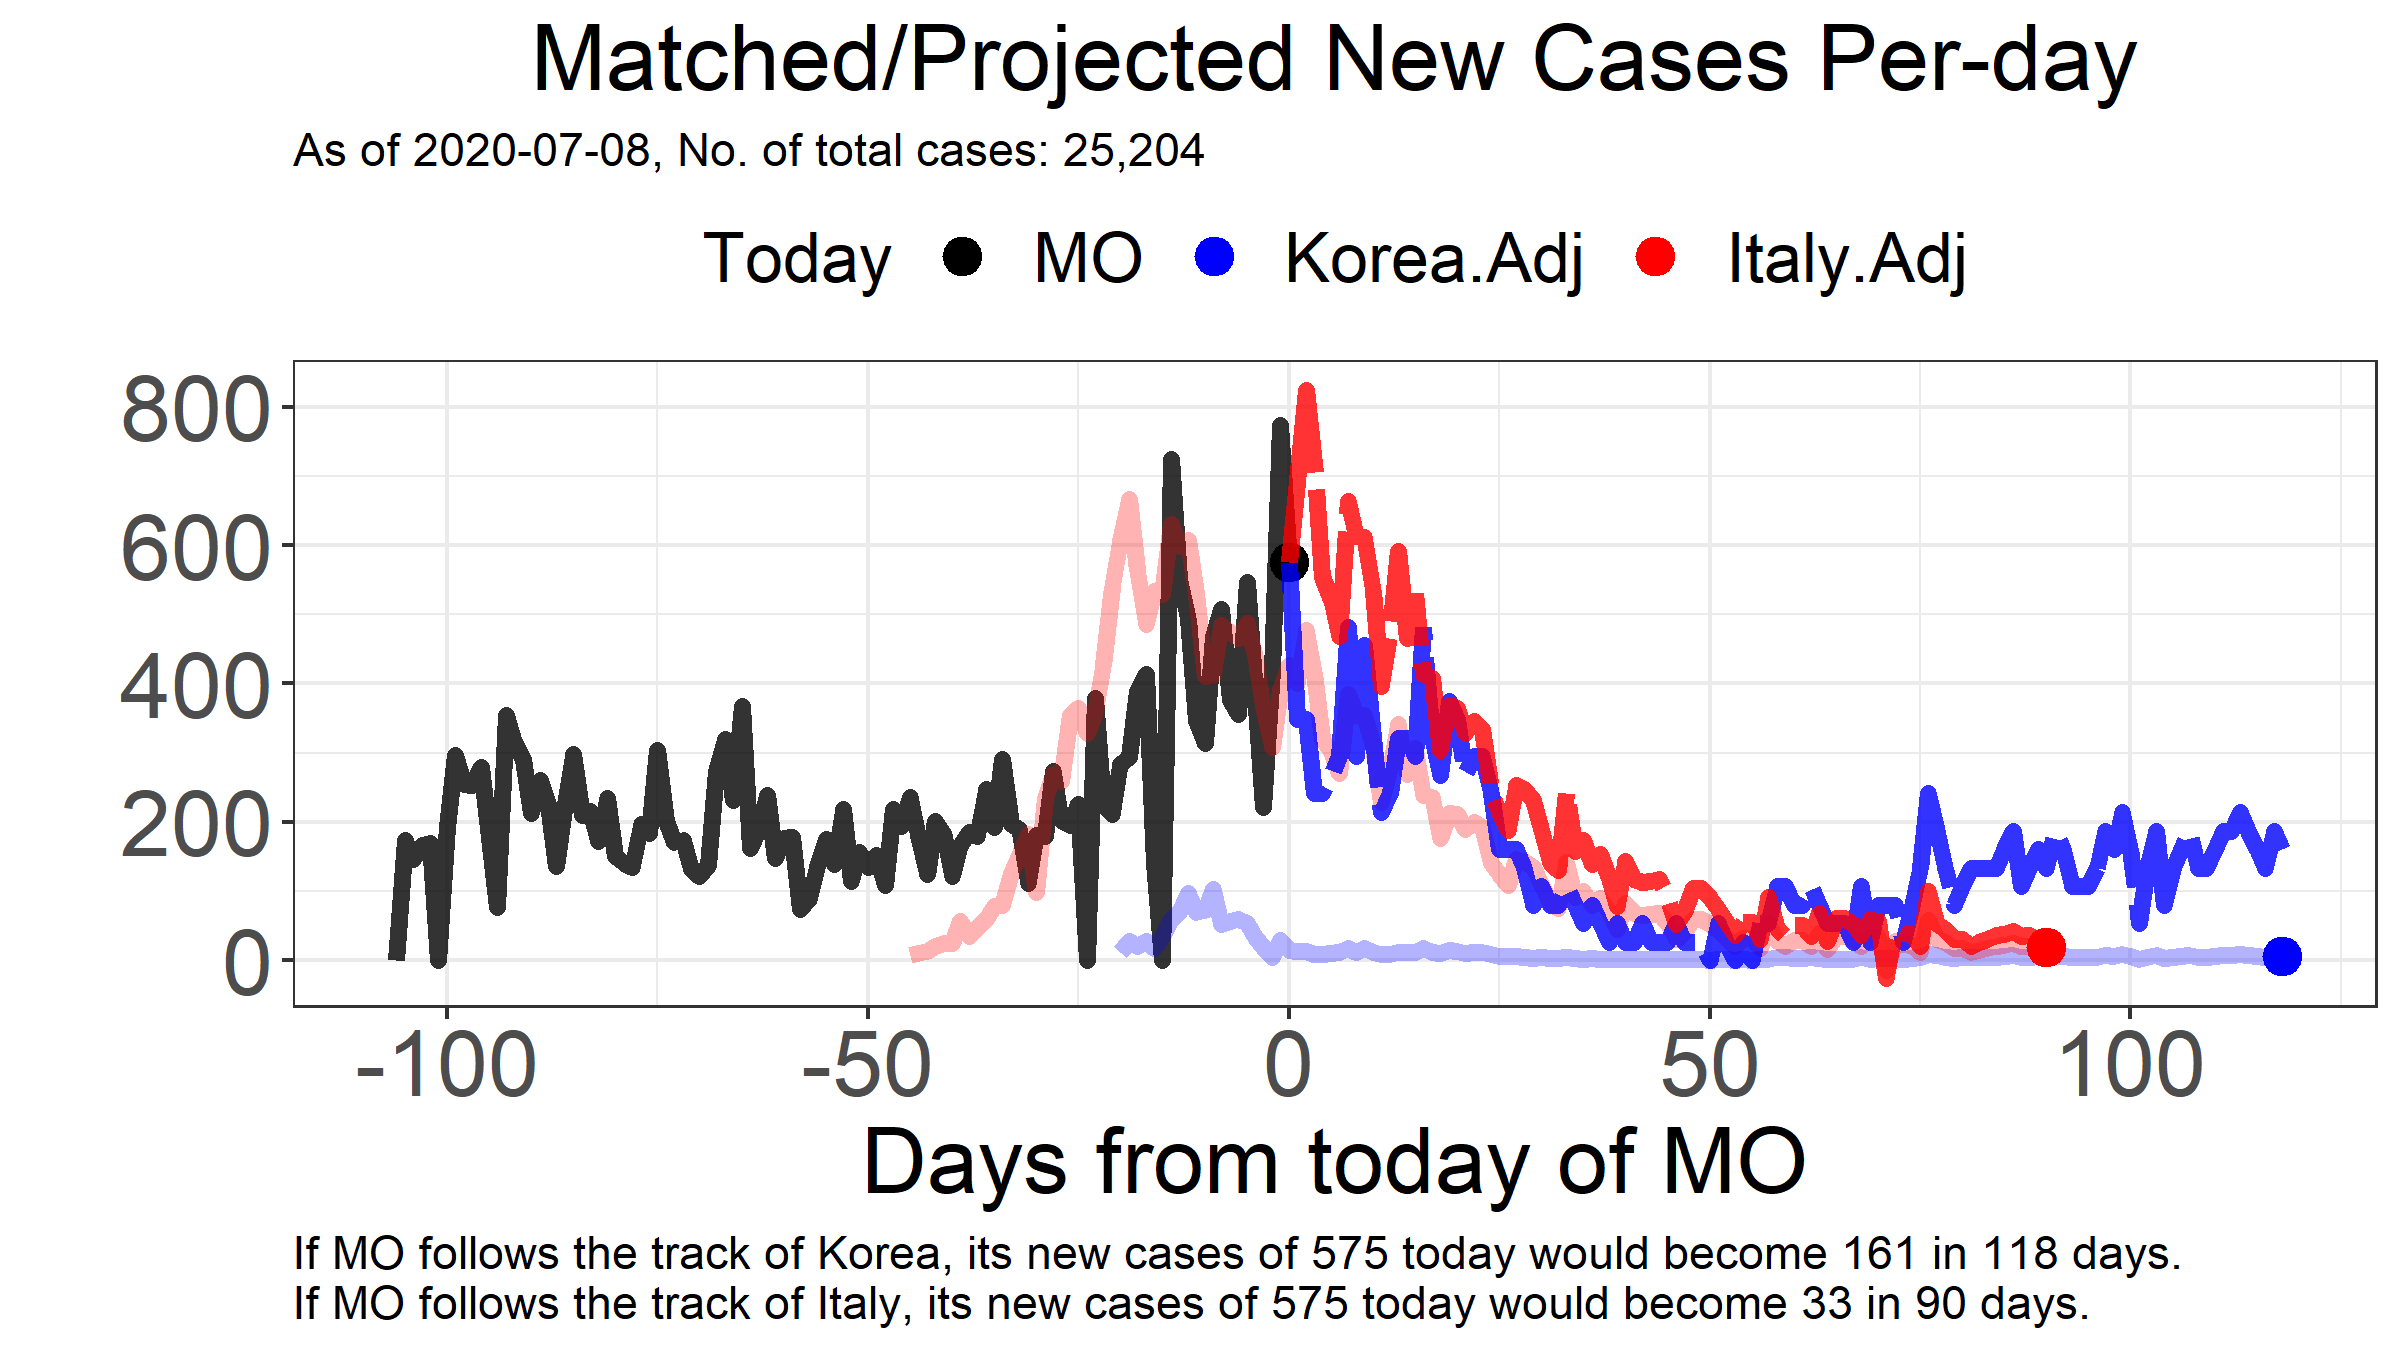 Matched/Projected New Cases Per-day
As of 2020-07-08, No. of total cases: 25,204
Today MO Korea.Adj Italy.Adj
800
600
400
200
0
-100 -50 0 50 100
Days from today of MO
If MO follows the track of Korea, its new cases of 575 today would become 161 in 118 days.
If MO follows the track of Italy, its new cases of 575 today would become 33 in 90 days.